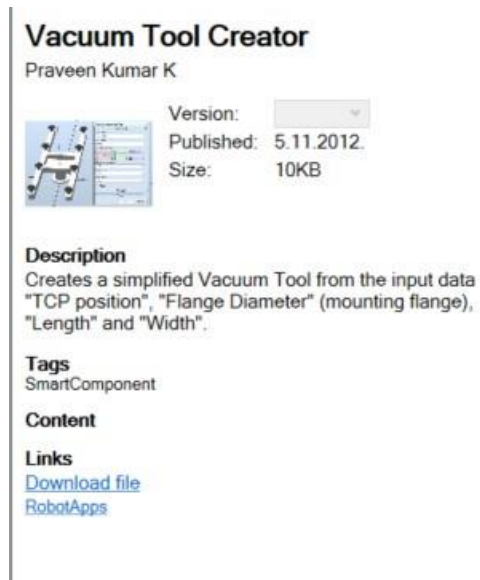 Vacuum Tool Creator
Praveen Kumar K
Version:
Published: 5.11.2012.
Size: 10KB
Description
Creates a simplified Vacuum Tool from the input data
"TCP position", "Flange Diameter" (mounting flange),
"Length" and "Width".
Tags
SmartComponent
Content
Links
Download file
RobotApps